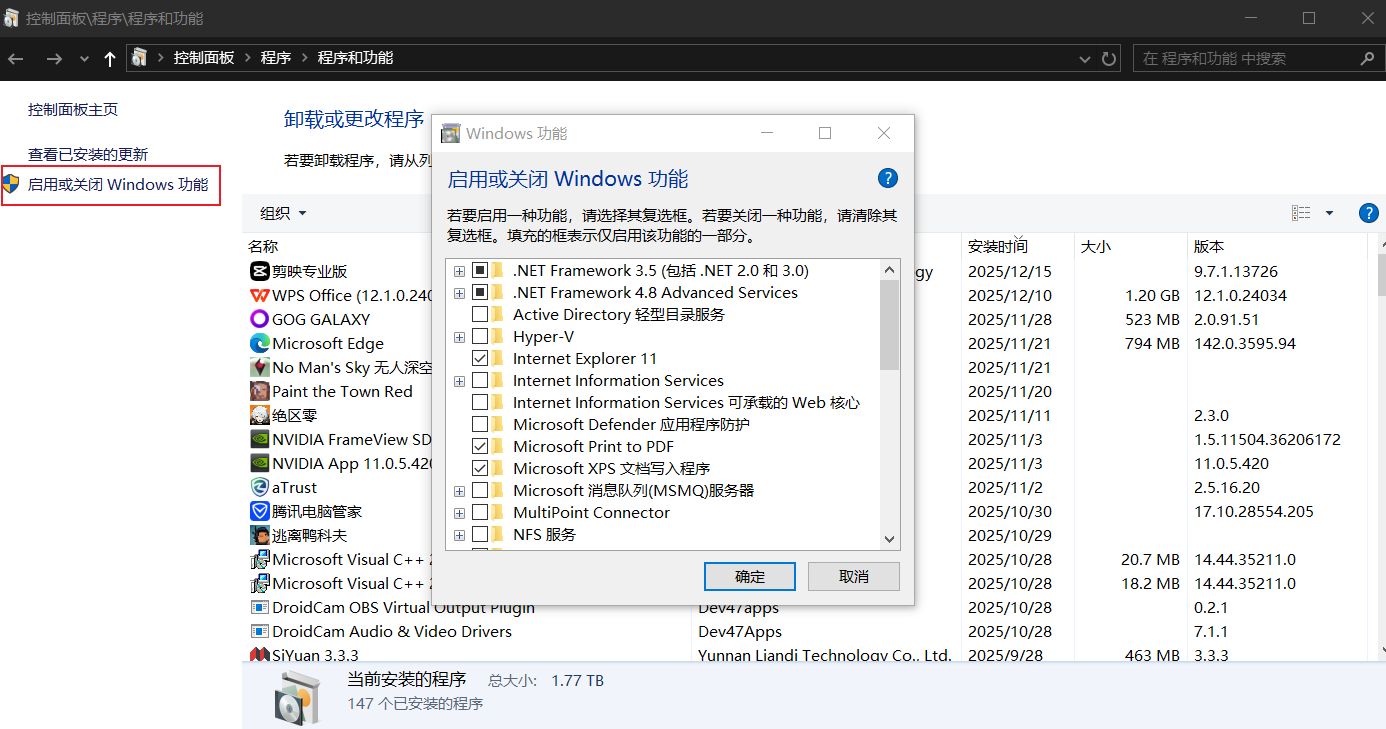 控制面板\程序\程序和功能
控制面板 程序 程序和功能
在 程序和功能 中搜索
控制面板主页
查看已安装的更新
启用或关闭 Windows 功能
卸载或更改程序
若要卸载程序，请从列
组织
名称 安装时间 大小 版本
剪映专业版 gy 2025/12/15 9.7.1.13726
WPS Office (12.1.0.240 2025/12/10 1.20 GB 12.1.0.24034
GOG GALAXY 2025/11/28 523 MB 2.0.91.51
Microsoft Edge 2025/11/21 794 MB 142.0.3595.94
No Man's Sky 无人深空 2025/11/21
Paint the Town Red 2025/11/20
绝区零 2025/11/11 2.3.0
NVIDIA FrameView SD 2025/11/3 1.5.11504.36206172
NVIDIA App 11.0.5.420 2025/11/3 11.0.5.420
aTrust 2025/11/2 2.5.16.20
腾讯电脑管家 2025/10/30 17.10.28554.205
逃离鸭科夫 2025/10/29
Microsoft Visual C++ 2 2025/10/28 20.7 MB 14.44.35211.0
Microsoft Visual C++ 2 2025/10/28 18.2 MB 14.44.35211.0
DroidCam OBS Virtual Output Plugin Dev47apps 2025/10/28 0.2.1
DroidCam Audio & Video Drivers Dev47Apps 2025/10/28 7.1.1
SiYuan 3.3.3 Yunnan Liandi Technology Co., Ltd. 2025/9/28 463 MB 3.3.3
当前安装的程序 总大小: 1.77 TB
147 个已安装的程序
Windows 功能
启用或关闭 Windows 功能
若要启用一种功能，请选择其复选框。若要关闭一种功能，请清除其
复选框。填充的框表示仅启用该功能的一部分。
.NET Framework 3.5 (包括 .NET 2.0 和 3.0)
.NET Framework 4.8 Advanced Services
Active Directory 轻型目录服务
Hyper-V
Internet Explorer 11
Internet Information Services
Internet Information Services 可承载的 Web 核心
Microsoft Defender 应用程序防护
Microsoft Print to PDF
Microsoft XPS 文档写入程序
Microsoft 消息队列(MSMQ)服务器
MultiPoint Connector
NFS 服务
确定 取消